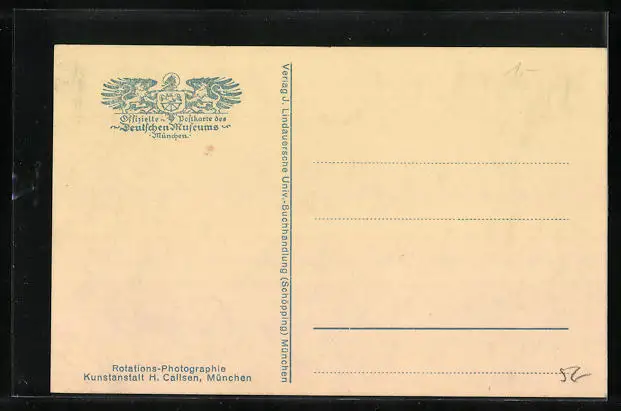 Offizielle Postkarte des
Deutschen Museums
München.
Verlag J. Lindauersche Univ.-Buchhandlung (Schöpping) München
1,-
Rotations-Photographie
Kunstanstalt H. Callsen, München